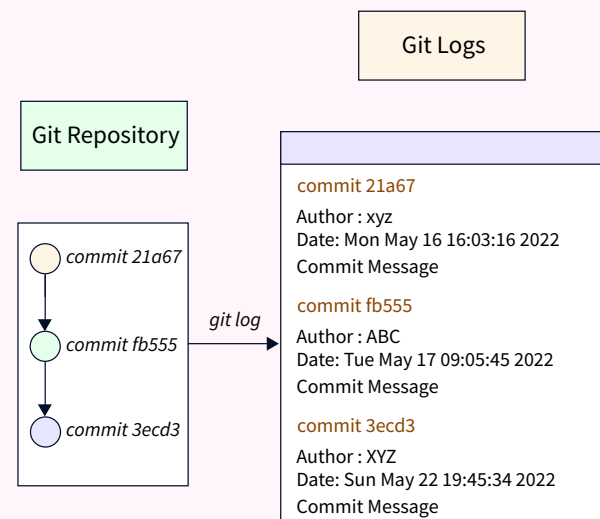 Git Logs
Git Repository
commit 21a67
commit fb555
commit 3ecd3
git log
commit 21a67
Author : xyz
Date: Mon May 16 16:03:16 2022
Commit Message
commit fb555
Author : ABC
Date: Tue May 17 09:05:45 2022
Commit Message
commit 3ecd3
Author : XYZ
Date: Sun May 22 19:45:34 2022
Commit Message